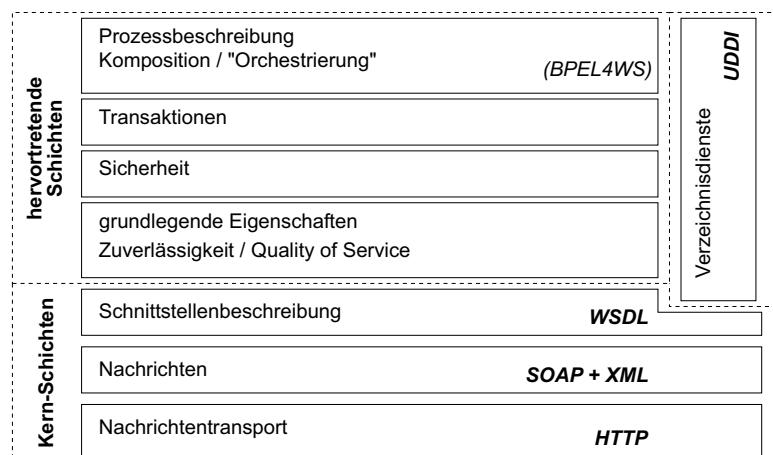 hervortretende
Schichten
Prozessbeschreibung
Komposition / "Orchestrierung"
(BPEL4WS)
Transaktionen
Sicherheit
grundlegende Eigenschaften
Zuverlässigkeit / Quality of Service
Verzeichnisdienste
UDDI
Kern-Schichten
Schnittstellenbeschreibung
WSDL
Nachrichten
SOAP + XML
Nachrichtentransport
HTTP